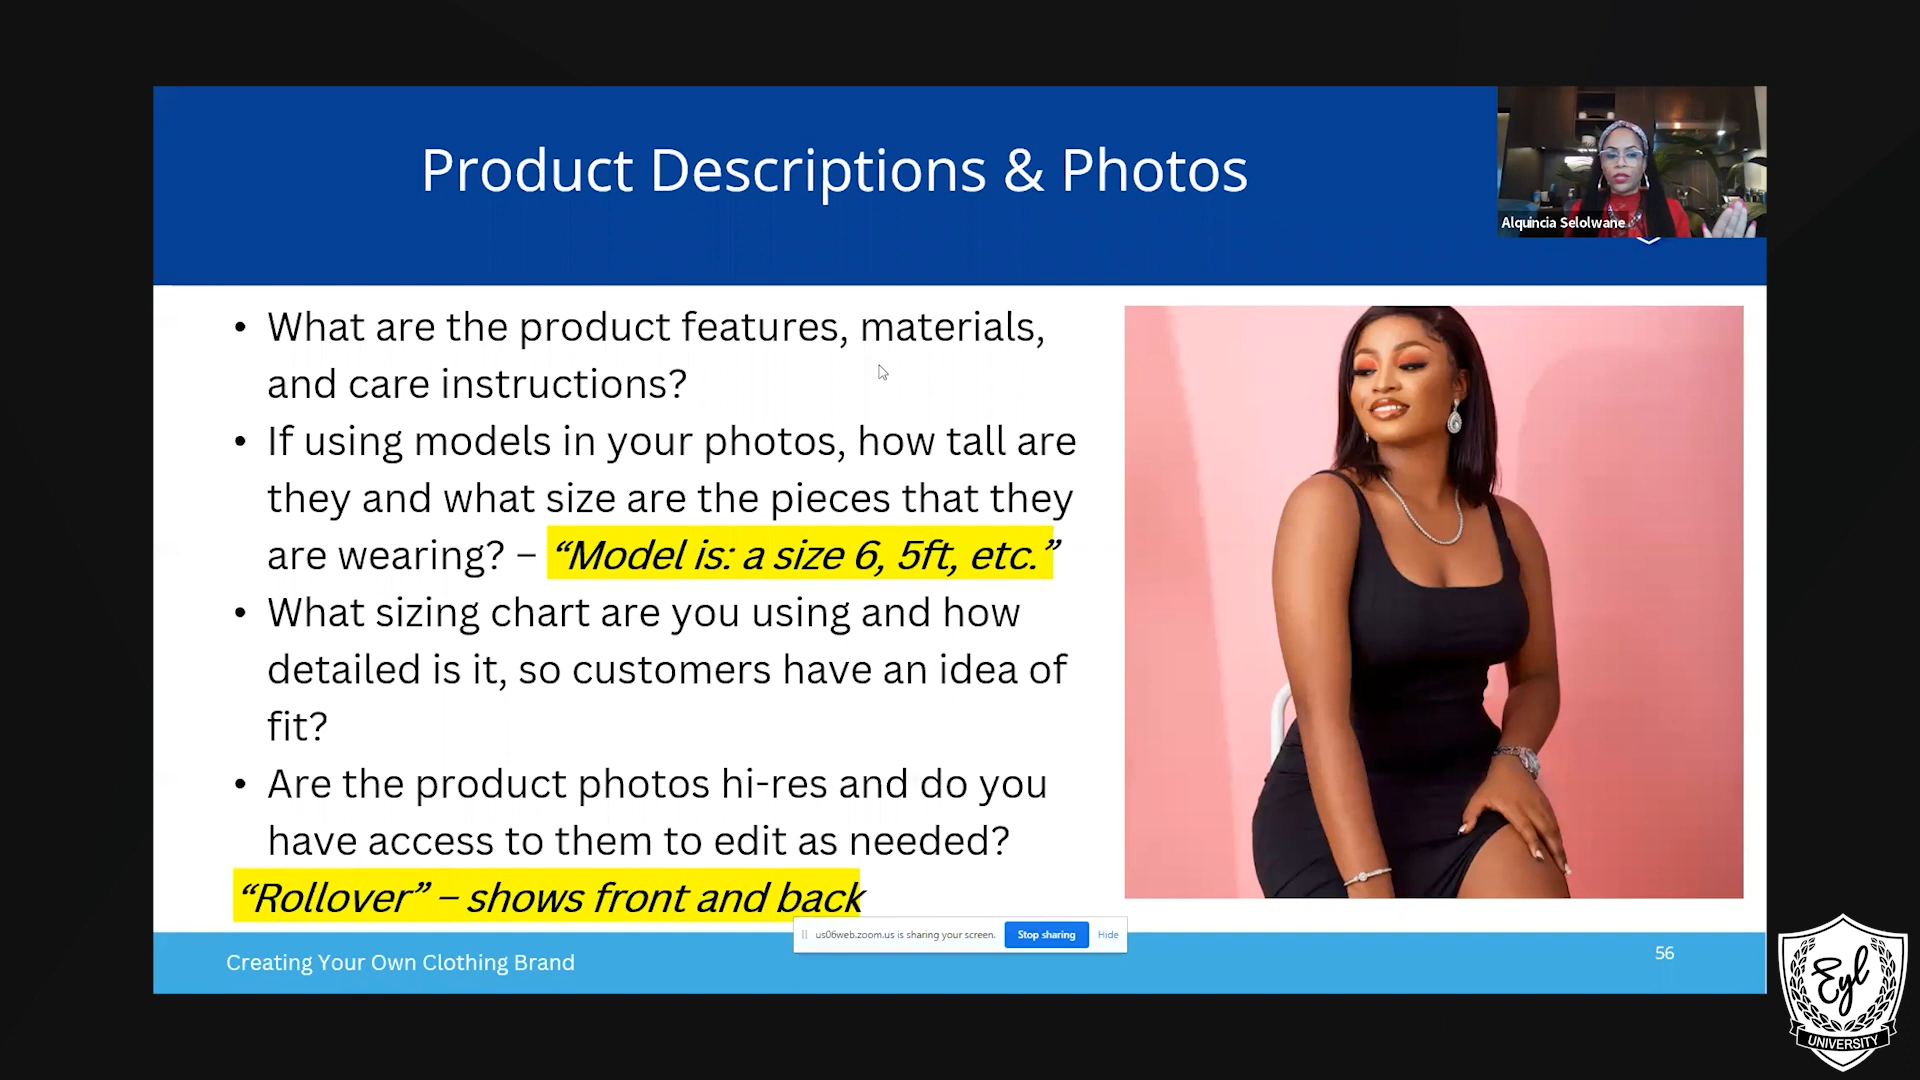 Product Descriptions & Photos
Alquincia Selolwane
• What are the product features, materials,
and care instructions?
• If using models in your photos, how tall are
they and what size are the pieces that they
are wearing? – “Model is: a size 6, 5ft, etc.”
• What sizing chart are you using and how
detailed is it, so customers have an idea of
fit?
• Are the product photos hi-res and do you
have access to them to edit as needed?
“Rollover” – shows front and back
us06web.zoom.us is sharing your screen. Stop sharing Hide
Creating Your Own Clothing Brand
56
Eyl
UNIVERSITY